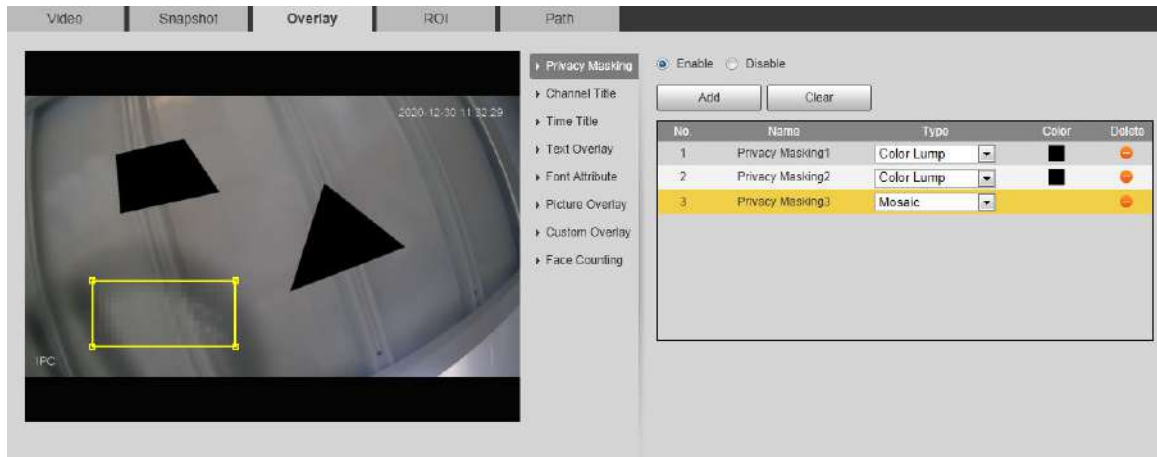 Video Snapshot Overlay ROI Path
2020-12-30 11:32:29
IPC
Privacy Masking
Channel Title
Time Title
Text Overlay
Font Attribute
Picture Overlay
Custom Overlay
Face Counting
Enable Disable
Add Clear
No. Name Type Color Delete
1 Privacy Masking1 Color Lump
2 Privacy Masking2 Color Lump
3 Privacy Masking3 Mosaic